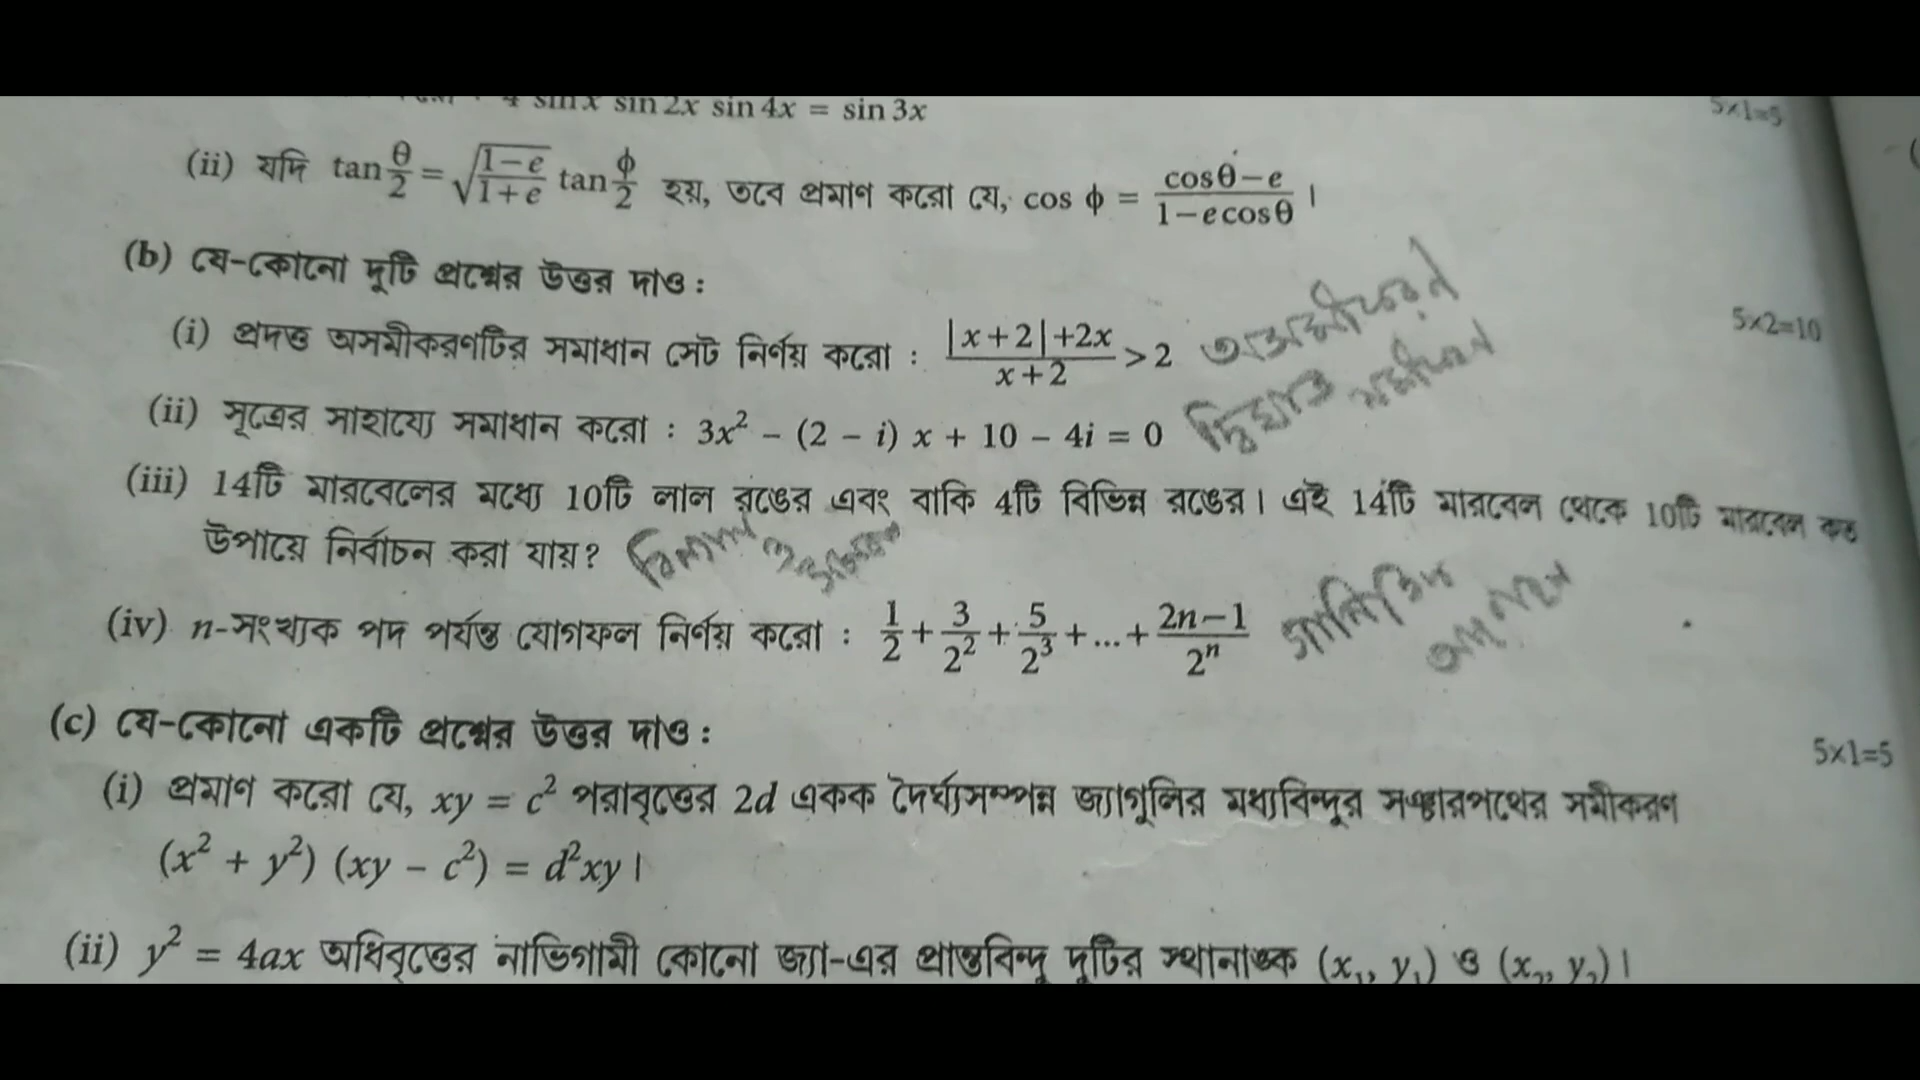 4 sin x sin 2x sin 4x = sin 3x
5×1=5
(ii) যদি tan θ/2 = √((1−e)/(1+e)) tan φ/2 হয়, তবে প্রমাণ করো যে, cos φ = (cosθ−e)/(1−e cosθ)।
(b) যে-কোনো দুটি প্রশ্নের উত্তর দাও :
5×2=10
(i) প্রদত্ত অসমীকরণটির সমাধান সেট নির্ণয় করো : (|x+2|+2x)/(x+2) > 2 অসমীকরণ
(ii) সূত্রের সাহায্যে সমাধান করো : 3x² − (2 − i) x + 10 − 4i = 0 দ্বিঘাত সমীকরণ
(iii) 14টি মারবেলের মধ্যে 10টি লাল রঙের এবং বাকি 4টি বিভিন্ন রঙের। এই 14টি মারবেল থেকে 10টি মারবেল কত
উপায়ে নির্বাচন করা যায়?
(iv) n-সংখ্যক পদ পর্যন্ত যোগফল নির্ণয় করো : 1/2 + 3/2² + 5/2³ + ... + (2n−1)/2ⁿ
(c) যে-কোনো একটি প্রশ্নের উত্তর দাও :
5×1=5
(i) প্রমাণ করো যে, xy = c² পরাবৃত্তের 2d একক দৈর্ঘ্যসম্পন্ন জ্যাগুলির মধ্যবিন্দুর সঞ্চারপথের সমীকরণ
(x² + y²) (xy − c²) = d²xy।
(ii) y² = 4ax অধিবৃত্তের নাভিগামী কোনো জ্যা-এর প্রান্তবিন্দু দুটির স্থানাঙ্ক (x₁, y₁) ও (x₂, y₂)।